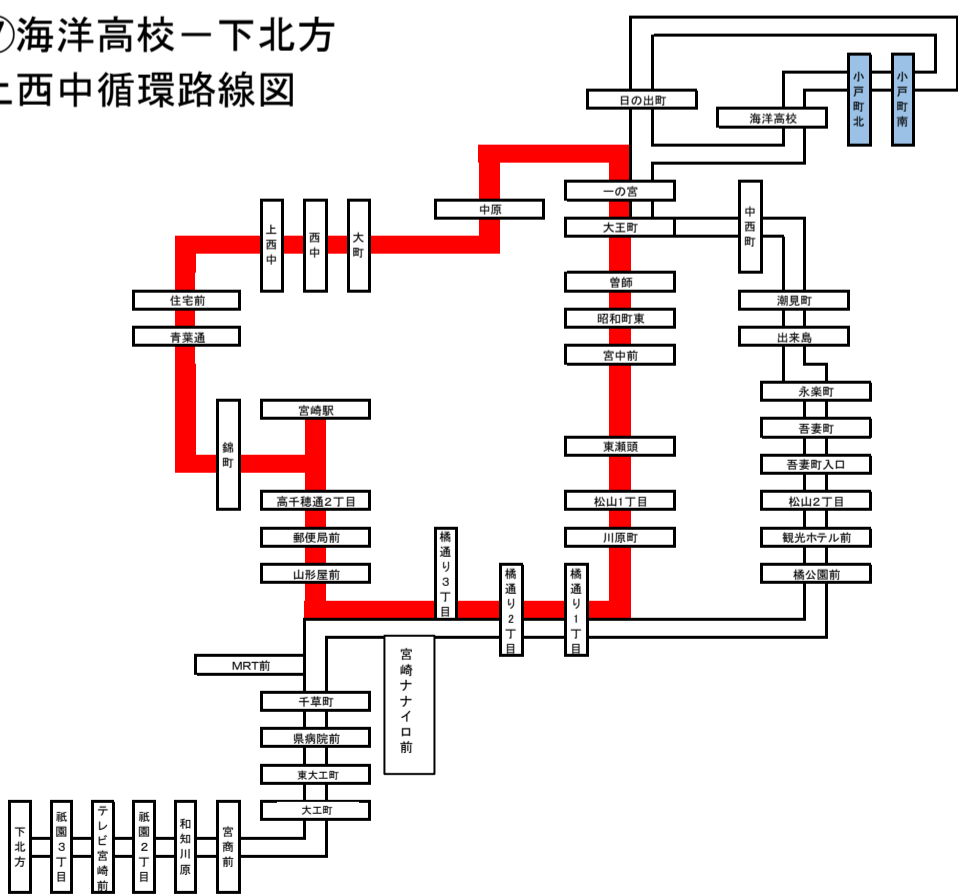 ⑦海洋高校－下北方
上西中循環路線図
小戸町北
小戸町南
日の出町
海洋高校
一の宮
中原
大王町
中西町
上西中
西中
大町
曽師
住宅前
潮見町
昭和町東
青葉通
出来島
宮中前
永楽町
宮崎駅
錦町
吾妻町
東瀬頭
吾妻町入口
高千穂通2丁目
松山1丁目
松山2丁目
郵便局前
川原町
観光ホテル前
山形屋前
橘通り3丁目
橘通り2丁目
橘通り1丁目
橘公園前
MRT前
宮崎ナナイロ前
千草町
県病院前
東大工町
大工町
下北方
祇園3丁目
テレビ宮崎前
祇園2丁目
和知川原
宮商前